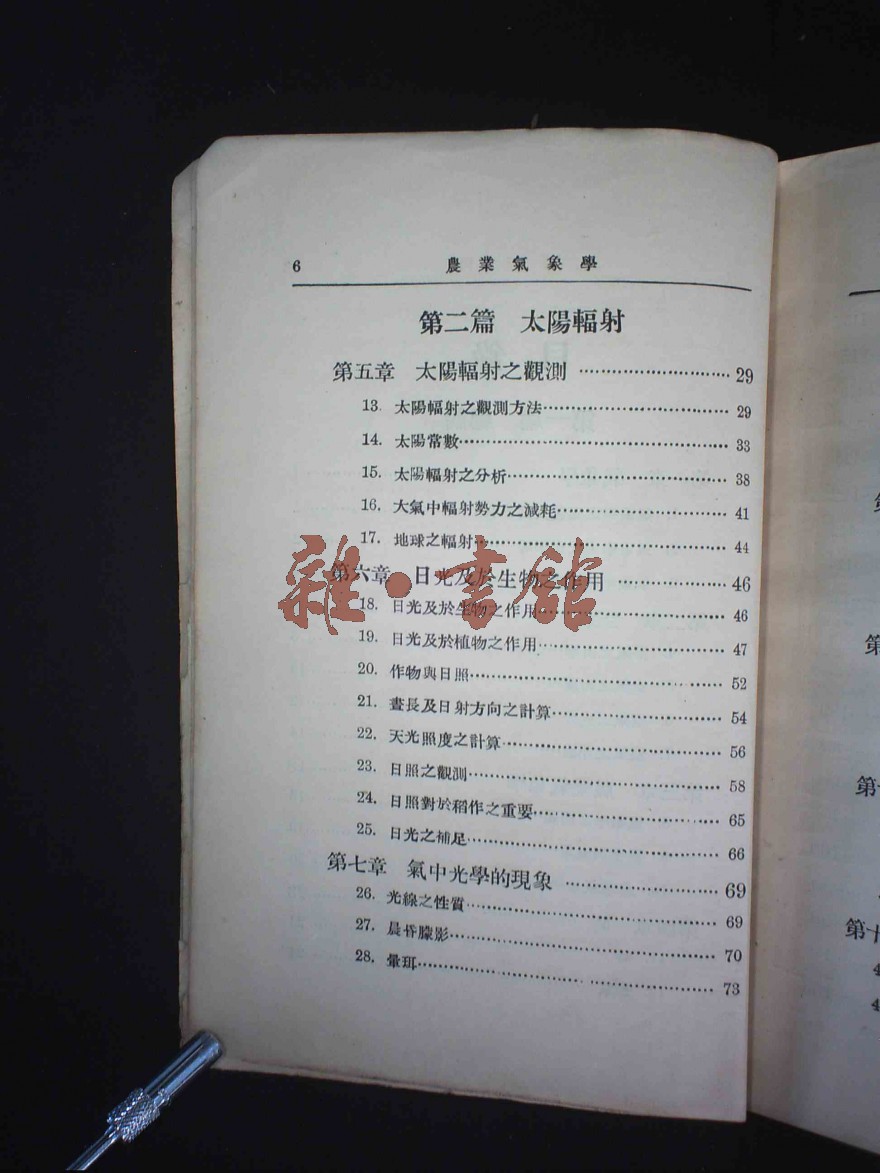 6 農業氣象學
第二篇 太陽輻射
第五章 太陽輻射之觀測 ………………………… 29
13. 太陽輻射之觀測方法………………………… 29
14. 太陽常數………………………… 33
15. 太陽輻射之分析………………………… 38
16. 大氣中輻射勢力之減耗………………………… 41
17. 地球之輻射………………………… 44
第六章 日光及於生物之作用 ………………………… 46
18. 日光及於生物之作用………………………… 46
19. 日光及於植物之作用………………………… 47
20. 作物與日照………………………… 52
21. 晝長及日射方向之計算………………………… 54
22. 天光照度之計算………………………… 56
23. 日照之觀測………………………… 58
24. 日照對於稻作之重要………………………… 65
25. 日光之補足………………………… 66
第七章 氣中光學的現象 ………………………… 69
26. 光線之性質………………………… 69
27. 晨昏朦影………………………… 70
28. 暈珥………………………… 73
雜·書館
第
第
第十
第十
4
4